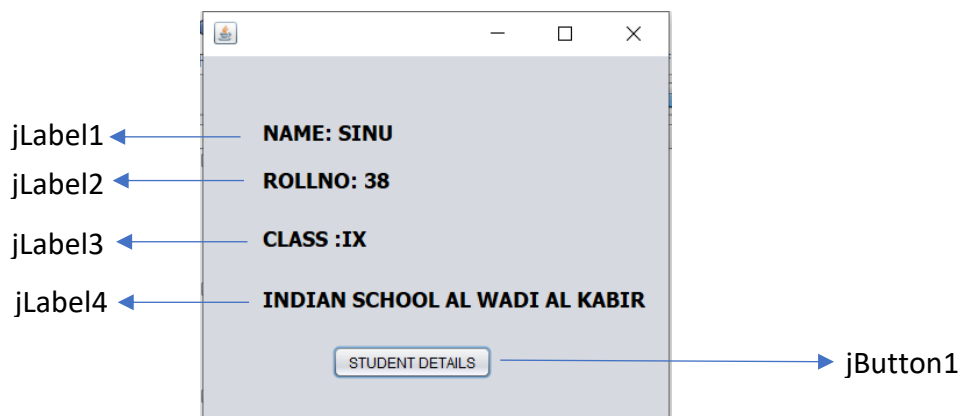 jLabel1 NAME: SINU
jLabel2 ROLLNO: 38
jLabel3 CLASS :IX
jLabel4 INDIAN SCHOOL AL WADI AL KABIR
STUDENT DETAILS jButton1